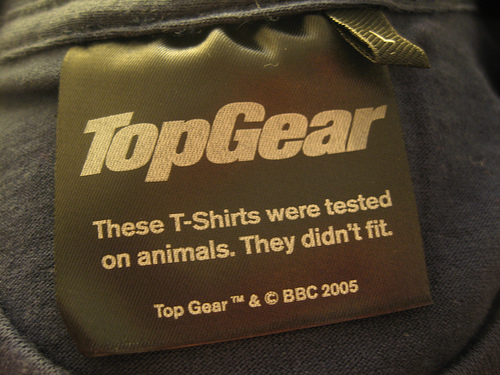 TopGear
These T-Shirts were tested
on animals. They didn't fit.
Top Gear ™ & © BBC 2005